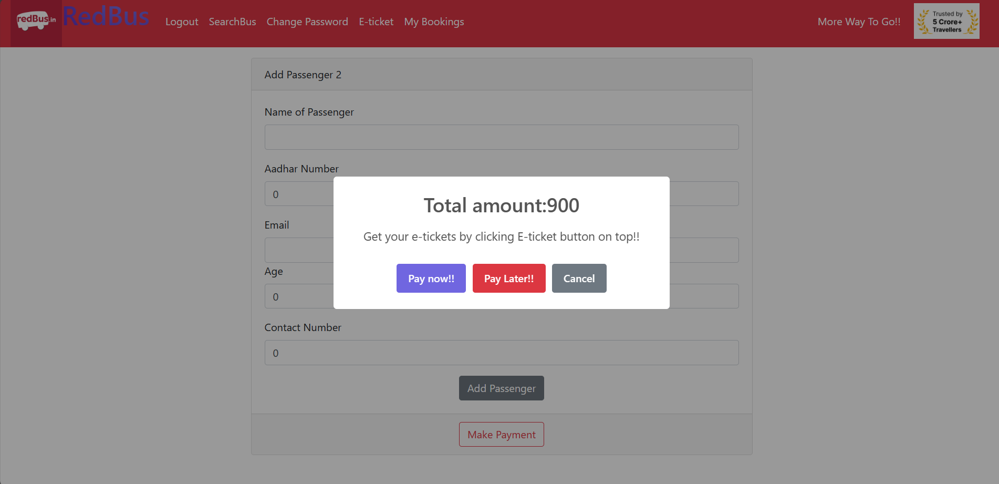 redBus.in RedBus Logout SearchBus Change Password E-ticket My Bookings More Way To Go!!
Trusted by
5 Crore+
Travellers
Add Passenger 2
Name of Passenger
Aadhar Number
0
Total amount:900
Email
Get your e-tickets by clicking E-ticket button on top!!
Age
Pay now!! Pay Later!! Cancel
0
Contact Number
0
Add Passenger
Make Payment